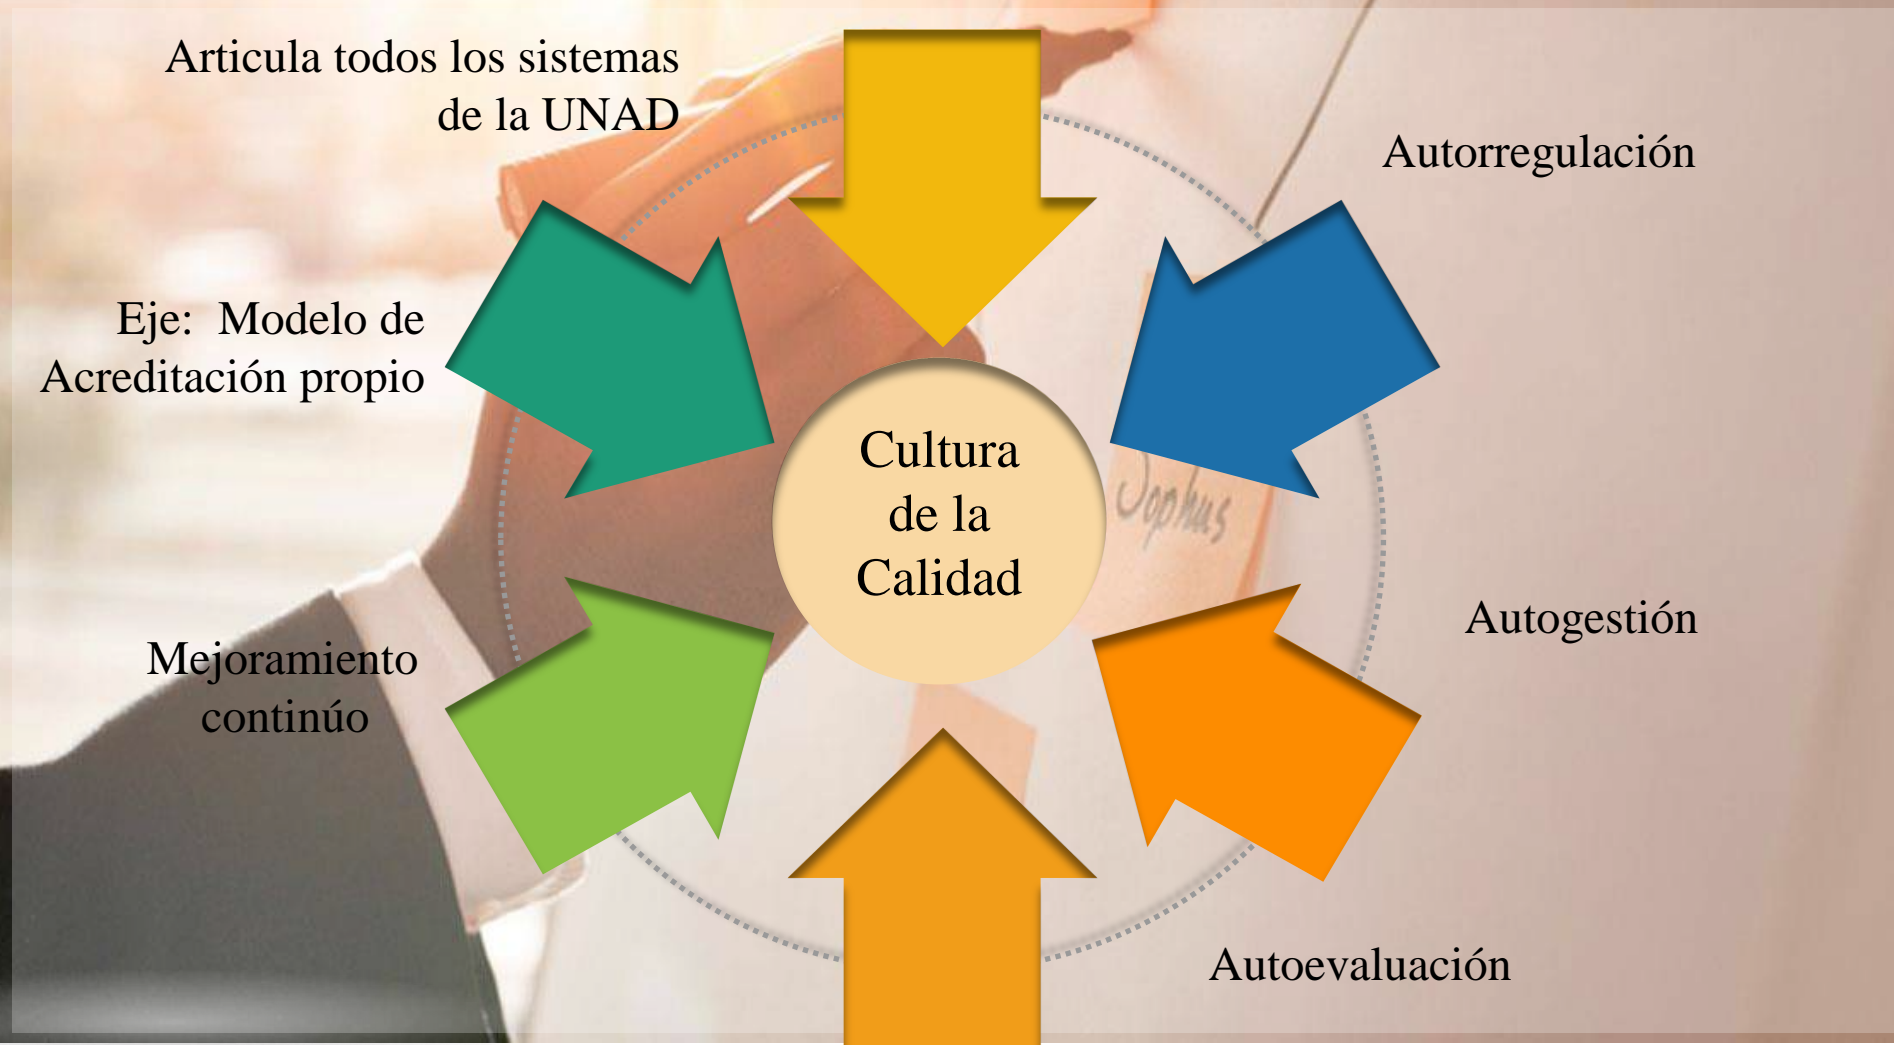 Articula todos los sistemas
de la UNAD
Autorregulación
Eje:  Modelo de
Acreditación propio
Cultura
de la
Calidad
Sophus
Autogestión
Mejoramiento
continúo
Autoevaluación